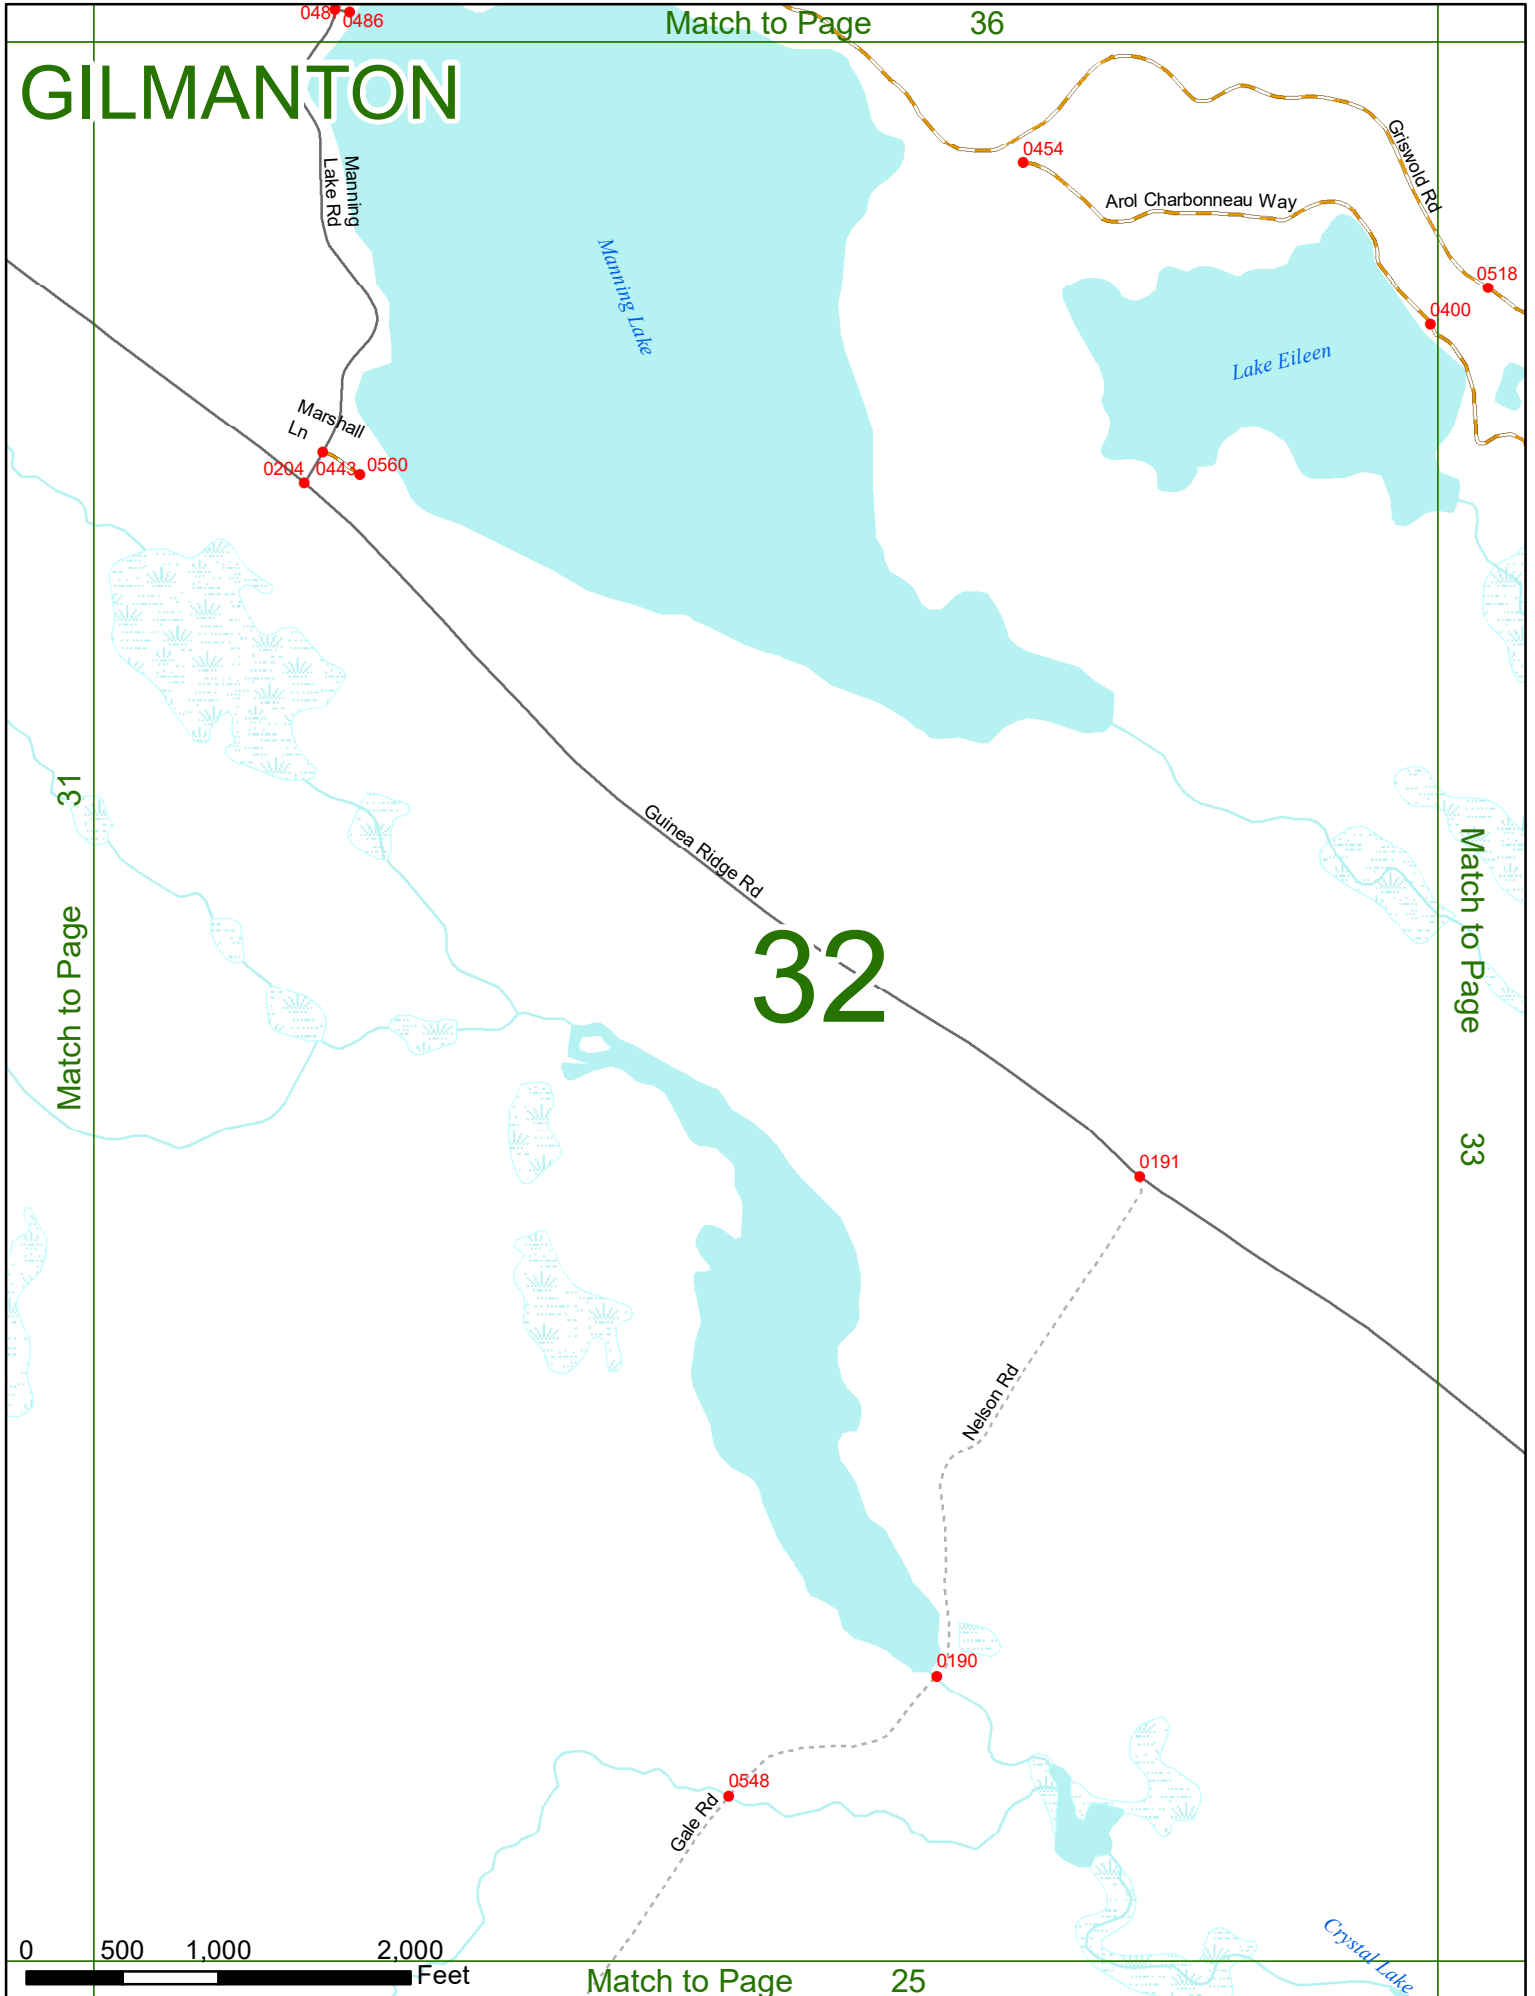 0486
Match to Page 36
GILMANTON
Manning
Lake Rd
0454
Griswold Rd
Arol Charbonneau Way
Manning Lake
0518
0400
Lake Eileen
Marshall
Ln
0204
0443
0560
Match to Page 31
Guinea Ridge Rd
32
Match to Page 33
0191
Nelson Rd
0190
0548
Gale Rd
Crystal Lake
0 500 1,000 2,000
Feet
Match to Page 25